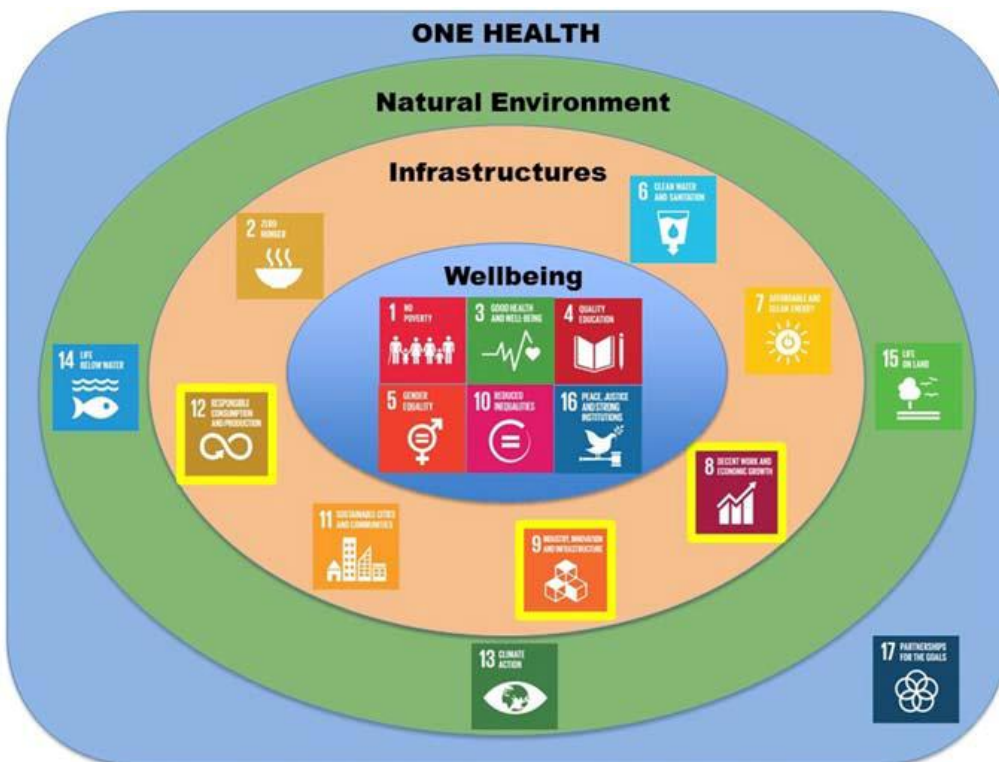 ONE HEALTH
Natural Environment
Infrastructures
6 CLEAN WATER
AND SANITATION
2 ZERO
HUNGER
Wellbeing
1 NO
POVERTY
3 GOOD HEALTH
AND WELL-BEING
4 QUALITY
EDUCATION
7 AFFORDABLE AND
CLEAN ENERGY
14 LIFE
BELOW WATER
15 LIFE
ON LAND
12 RESPONSIBLE
CONSUMPTION
AND PRODUCTION
5 GENDER
EQUALITY
10 REDUCED
INEQUALITIES
16 PEACE, JUSTICE
AND STRONG
INSTITUTIONS
8 DECENT WORK AND
ECONOMIC GROWTH
11 SUSTAINABLE CITIES
AND COMMUNITIES
9 INDUSTRY, INNOVATION
AND INFRASTRUCTURE
13 CLIMATE
ACTION
17 PARTNERSHIPS
FOR THE GOALS